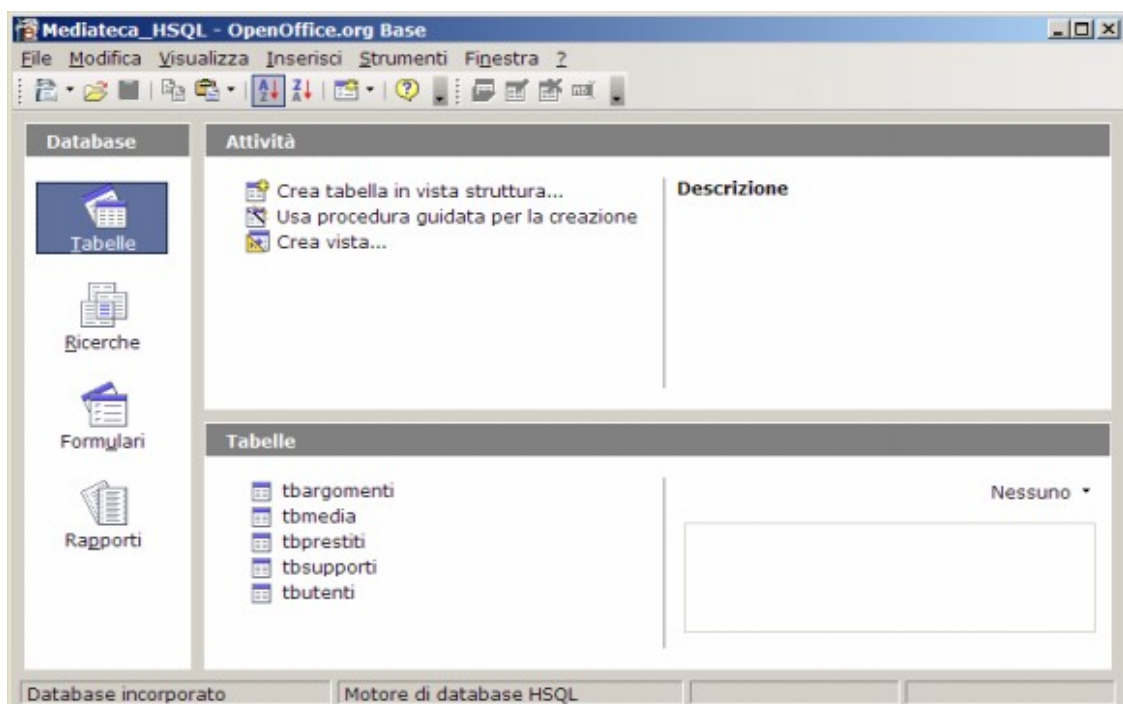 Mediateca_HSQL - OpenOffice.org Base
File Modifica Visualizza Inserisci Strumenti Finestra ?
Database
Tabelle
Ricerche
Formulari
Rapporti
Attività
Crea tabella in vista struttura...
Usa procedura guidata per la creazione
Crea vista...
Descrizione
Tabelle
tbargomenti
tbmedia
tbprestiti
tbsupporti
tbutenti
Nessuno
Database incorporato
Motore di database HSQL